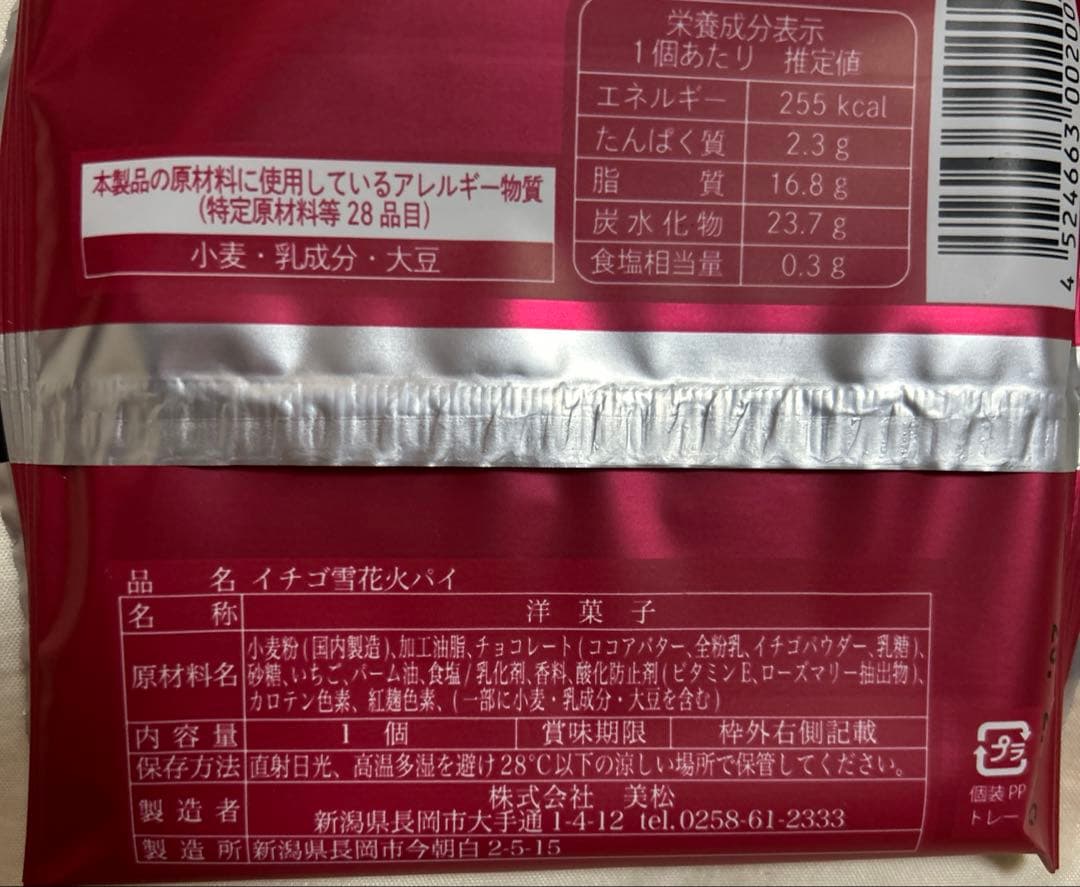 栄養成分表示
1個あたり 推定値
エネルギー 255 kcal
たんぱく質 2.3 g
脂質 16.8 g
炭水化物 23.7 g
食塩相当量 0.3 g
本製品の原材料に使用しているアレルギー物質
(特定原材料等 28 品目)
小麦・乳成分・大豆
4 524663 00200
品名 イチゴ雪花火パイ
名称 洋菓子
原材料名 小麦粉(国内製造)、加工油脂、チョコレート(ココアバター、全粉乳、イチゴパウダー、乳糖)、
砂糖、いちご、パーム油、食塩/乳化剤、香料、酸化防止剤(ビタミンE、ローズマリー抽出物)、
カロテン色素、紅麹色素、(一部に小麦・乳成分・大豆を含む)
内容量 1個 賞味期限 枠外右側記載
保存方法 直射日光、高温多湿を避け28℃以下の涼しい場所で保管してください。
製造者 株式会社 美松
新潟県長岡市大手通1-4-12 tel.0258-61-2333
製造所 新潟県長岡市今朝白2-5-15
プラ
個装 PP
トレー